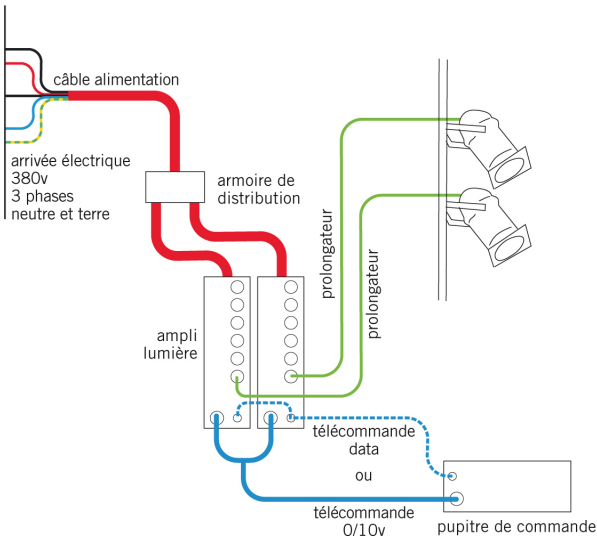 câble alimentation
arrivée électrique
380v
3 phases
neutre et terre
armoire de
distribution
prolongateur
prolongateur
ampli
lumière
télécommande
data
ou
télécommande
0/10v
pupitre de commande